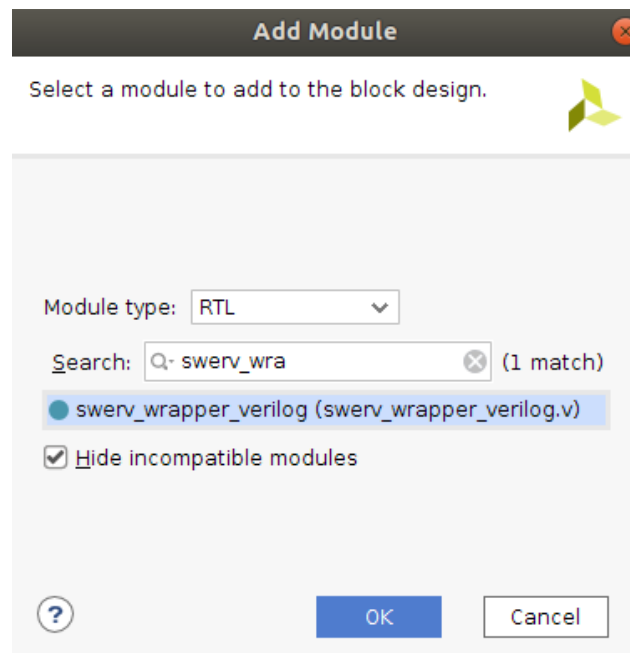 Add Module
Select a module to add to the block design.
Module type: RTL
Search: swerv_wra (1 match)
swerv_wrapper_verilog (swerv_wrapper_verilog.v)
Hide incompatible modules
? OK Cancel